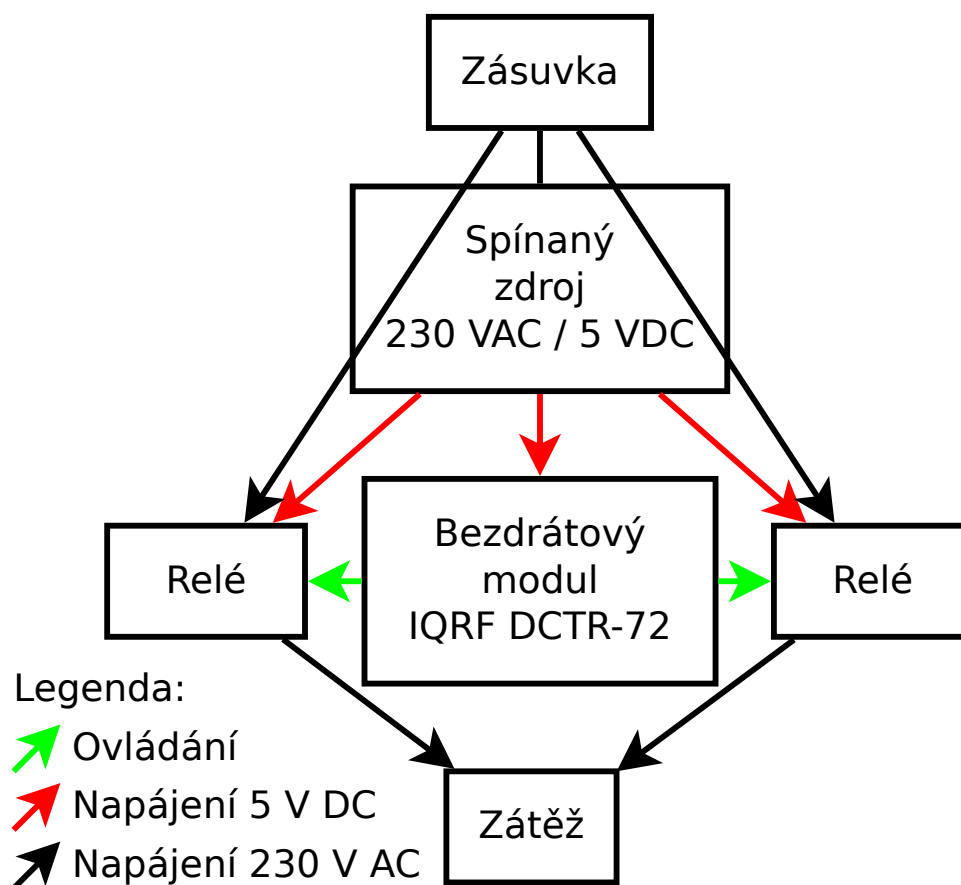 Zásuvka
Spínaný
zdroj
230 VAC / 5 VDC
Bezdrátový
modul
IQRF DCTR-72
Relé
Relé
Legenda:
Ovládání
Napájení 5 V DC
Napájení 230 V AC
Zátěž